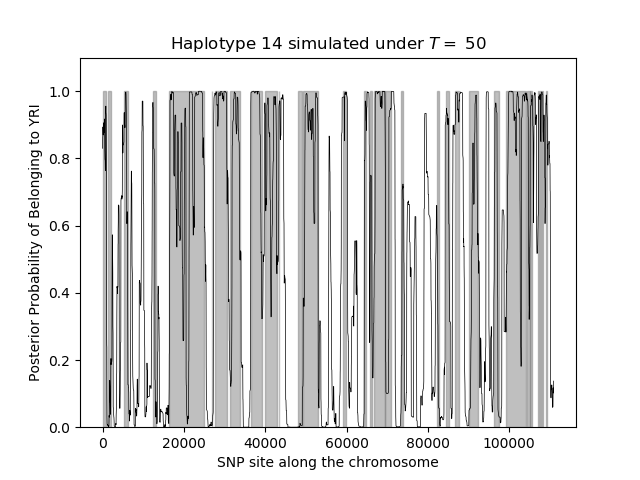 Haplotype 14 simulated under T = 50
Posterior Probability of Belonging to YRI
1.0
0.8
0.6
0.4
0.2
0.0
0 20000 40000 60000 80000 100000
SNP site along the chromosome